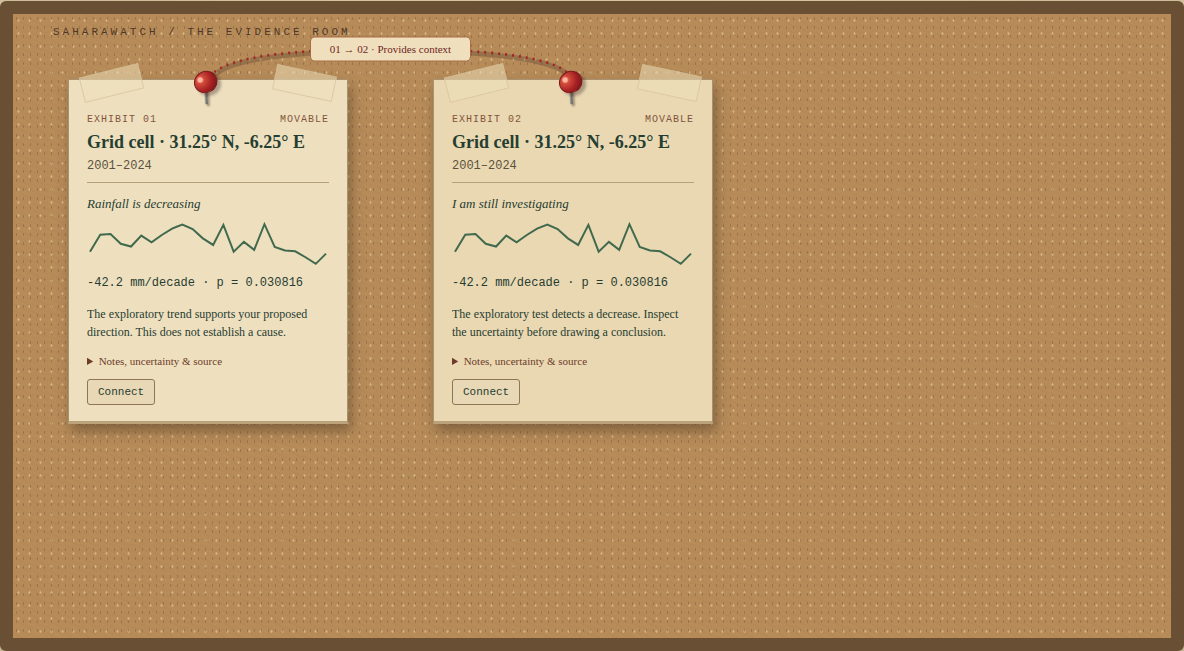 SAHARAWATCH / THE EVIDENCE ROOM
01 → 02 · Provides context
EXHIBIT 01 MOVABLE
Grid cell · 31.25° N, -6.25° E
2001–2024
Rainfall is decreasing
-42.2 mm/decade · p = 0.030816
The exploratory trend supports your proposed
direction. This does not establish a cause.
Notes, uncertainty & source
Connect
EXHIBIT 02 MOVABLE
Grid cell · 31.25° N, -6.25° E
2001–2024
I am still investigating
-42.2 mm/decade · p = 0.030816
The exploratory test detects a decrease. Inspect
the uncertainty before drawing a conclusion.
Notes, uncertainty & source
Connect